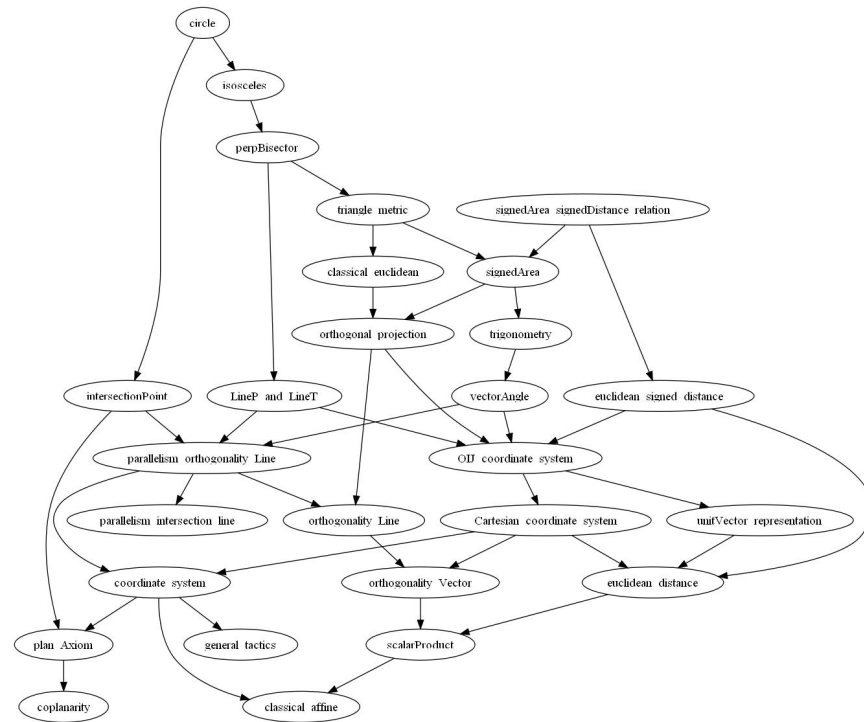 circle
isosceles
perpBisector
triangle metric
signedArea signedDistance relation
classical euclidean
signedArea
orthogonal projection
trigonometry
intersectionPoint
LineP and LineT
vectorAngle
euclidean signed distance
parallelism orthogonality Line
OIJ coordinate system
parallelism intersection line
orthogonality Line
Cartesian coordinate system
unitVector representation
coordinate system
orthogonality Vector
euclidean distance
plan Axiom
general tactics
scalarProduct
coplanarity
classical affine